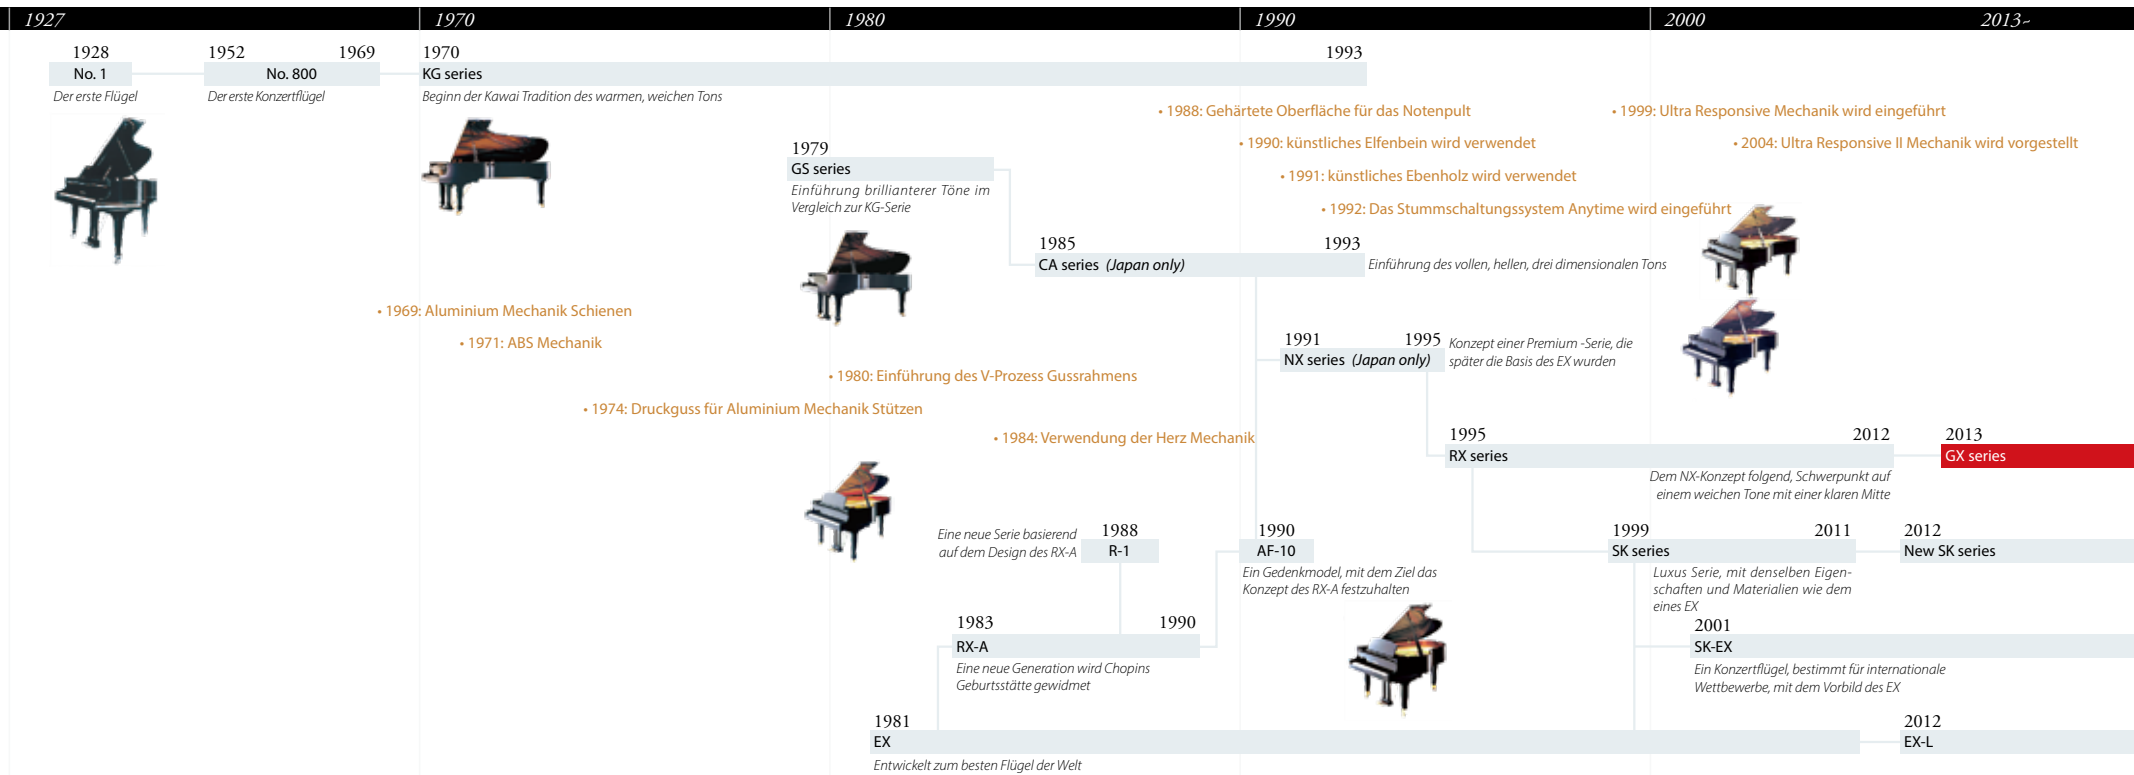 1927 1970 1980 1990 2000 2013~
1928 1952 1969 1970 1993
No. 1 No. 800 KG series
Der erste Flügel Der erste Konzertflügel Beginn der Kawai Tradition des warmen, weichen Tons
• 1988: Gehärtete Oberfläche für das Notenpult • 1999: Ultra Responsive Mechanik wird eingeführt
• 1990: künstliches Elfenbein wird verwendet • 2004: Ultra Responsive II Mechanik wird vorgestellt
1979
GS series
Einführung brillianterer Töne im
Vergleich zur KG-Serie
• 1991: künstliches Ebenholz wird verwendet
• 1992: Das Stummschaltungssystem Anytime wird eingeführt
1985 1993
CA series (Japan only) Einführung des vollen, hellen, drei dimensionalen Tons
• 1969: Aluminium Mechanik Schienen
• 1971: ABS Mechanik
1991 1995
NX series (Japan only)
Konzept einer Premium -Serie, die
später die Basis des EX wurden
• 1980: Einführung des V-Prozess Gussrahmens
• 1974: Druckguss für Aluminium Mechanik Stützen
• 1984: Verwendung der Herz Mechanik
1995 2012 2013
RX series GX series
Dem NX-Konzept folgend, Schwerpunkt auf
einem weichen Tone mit einer klaren Mitte
Eine neue Serie basierend
auf dem Design des RX-A
1988 1990 1999 2011 2012
R-1 AF-10 SK series New SK series
Ein Gedenkmodel, mit dem Ziel das
Konzept des RX-A festzuhalten
Luxus Serie, mit denselben Eigen-
schaften und Materialien wie dem
eines EX
1983 1990 2001
RX-A SK-EX
Eine neue Generation wird Chopins
Geburtsstätte gewidmet
Ein Konzertflügel, bestimmt für internationale
Wettbewerbe, mit dem Vorbild des EX
1981 2012
EX EX-L
Entwickelt zum besten Flügel der Welt